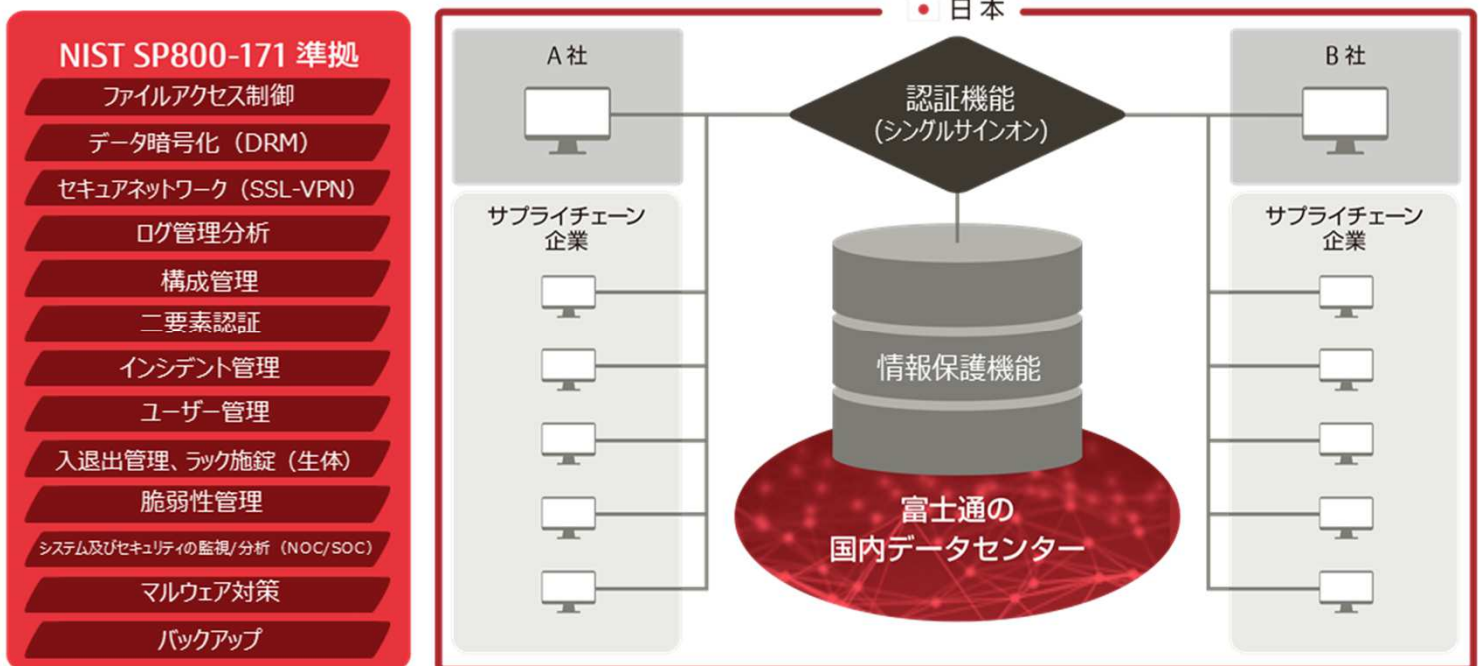 NIST SP800-171 準拠
ファイルアクセス制御
データ暗号化（DRM）
セキュアネットワーク（SSL-VPN）
ログ管理分析
構成管理
二要素認証
インシデント管理
ユーザー管理
入退出管理、ラック施錠（生体）
脆弱性管理
システム及びセキュリティの監視/分析（NOC/SOC）
マルウェア対策
バックアップ
日本
A社
認証機能
(シングルサインオン)
B社
サプライチェーン
企業
サプライチェーン
企業
情報保護機能
富士通の
国内データセンター